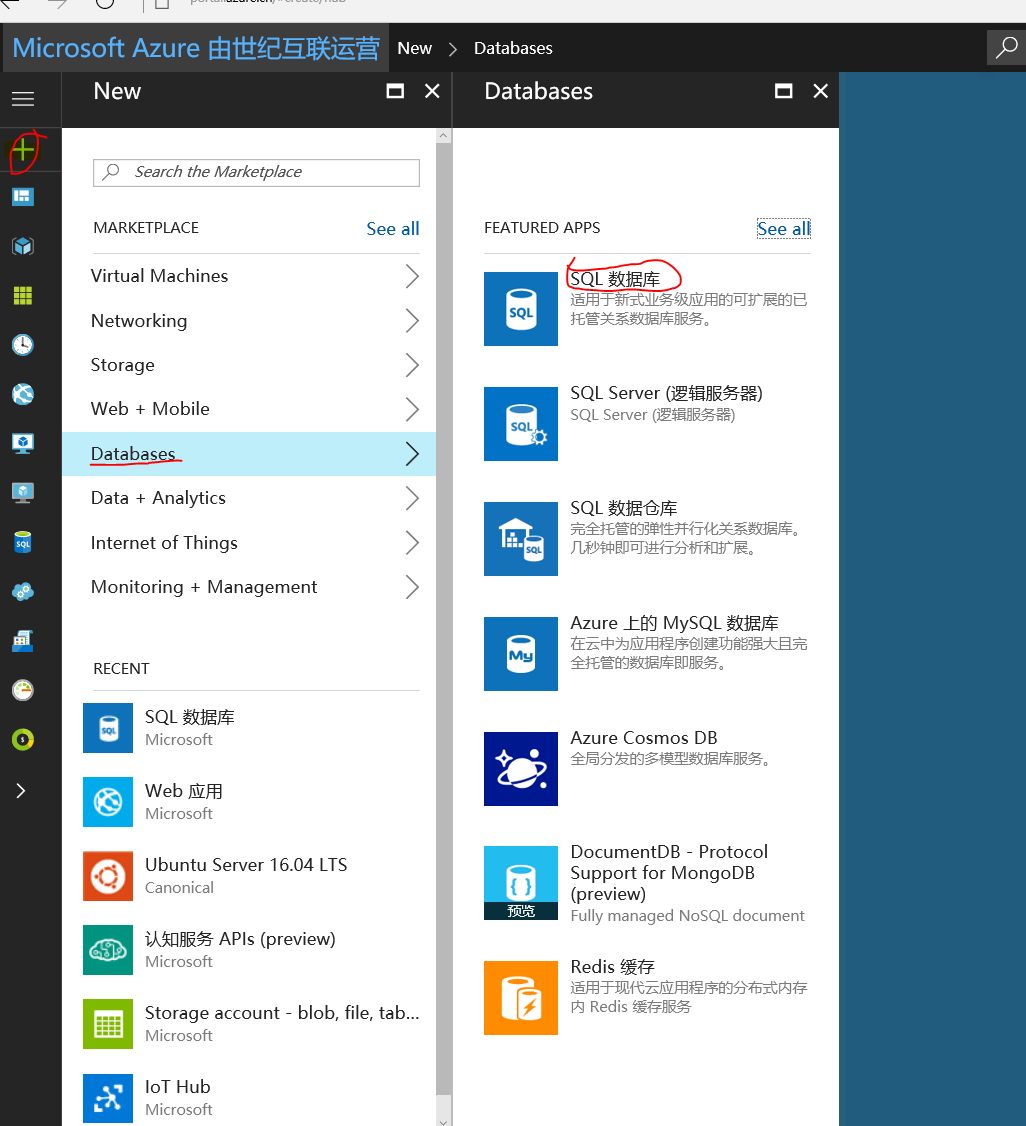 Microsoft Azure 由世纪互联运营
New
Databases
New
Search the Marketplace
MARKETPLACE
See all
Virtual Machines
Networking
Storage
Web + Mobile
Databases
Data + Analytics
Internet of Things
Monitoring + Management
RECENT
SQL 数据库
Microsoft
Web 应用
Microsoft
Ubuntu Server 16.04 LTS
Canonical
认知服务 APIs (preview)
Microsoft
Storage account - blob, file, tab...
Microsoft
IoT Hub
Microsoft
Databases
FEATURED APPS
See all
SQL
SQL 数据库
适用于新式业务级应用的可扩展的已
托管关系数据库服务。
SQL
SQL Server (逻辑服务器)
SQL Server (逻辑服务器)
SQL
SQL 数据仓库
完全托管的弹性并行化关系数据库。
几秒钟即可进行分析和扩展。
My
Azure 上的 MySQL 数据库
在云中为应用程序创建功能强大且完
全托管的数据库即服务。
Azure Cosmos DB
全局分发的多模型数据库服务。
预览
DocumentDB - Protocol
Support for MongoDB
(preview)
Fully managed NoSQL document
Redis 缓存
适用于现代云应用程序的分布式内存
内 Redis 缓存服务